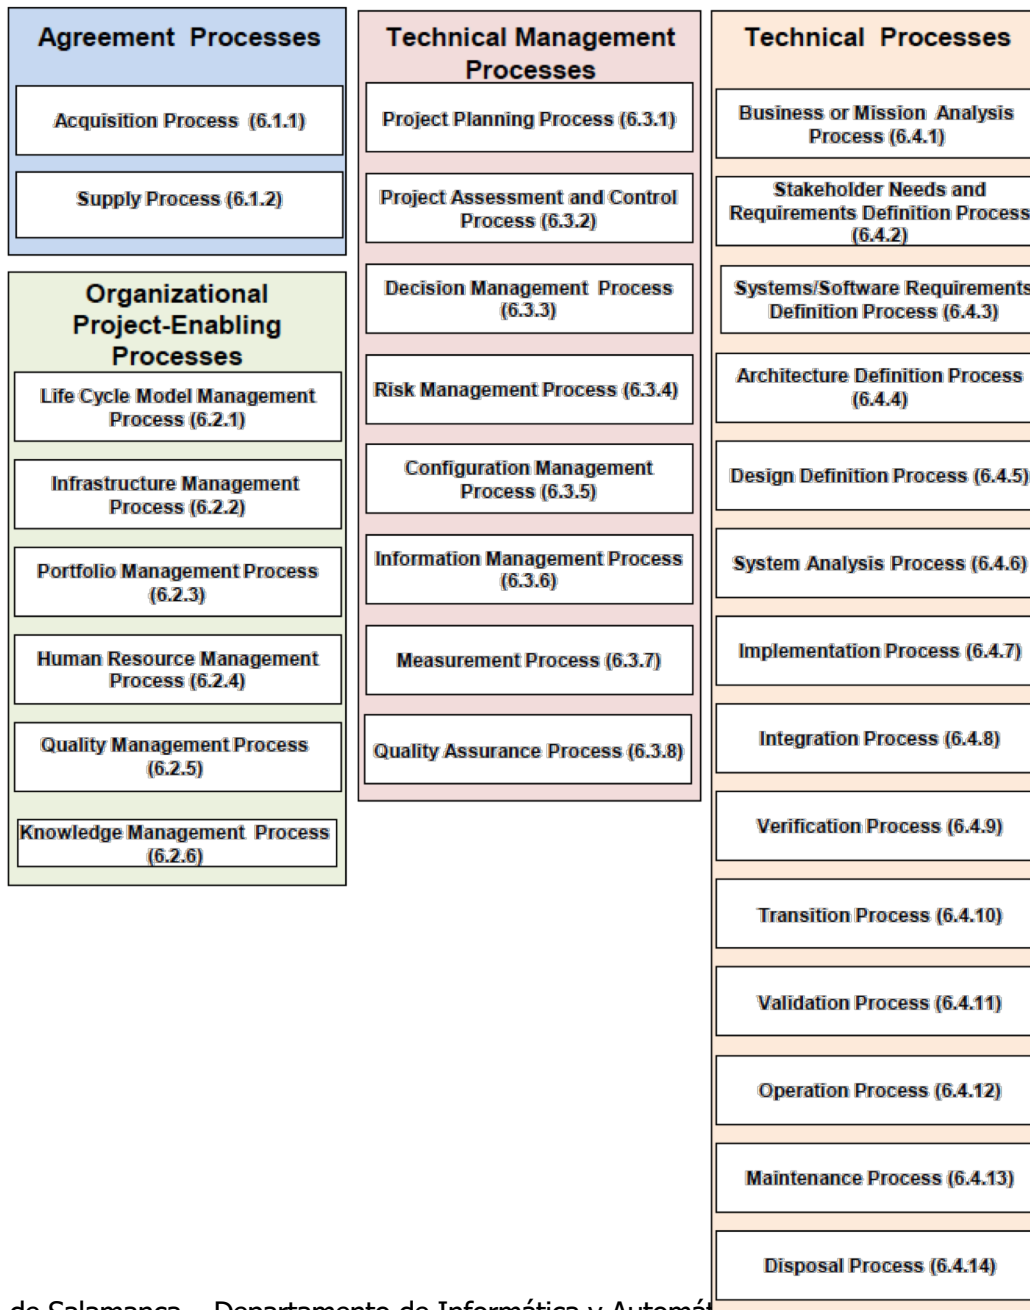 Agreement Processes
Acquisition Process (6.1.1)
Supply Process (6.1.2)
Organizational
Project-Enabling
Processes
Life Cycle Model Management
Process (6.2.1)
Infrastructure Management
Process (6.2.2)
Portfolio Management Process
(6.2.3)
Human Resource Management
Process (6.2.4)
Quality Management Process
(6.2.5)
Knowledge Management Process
(6.2.6)
Technical Management
Processes
Project Planning Process (6.3.1)
Project Assessment and Control
Process (6.3.2)
Decision Management Process
(6.3.3)
Risk Management Process (6.3.4)
Configuration Management
Process (6.3.5)
Information Management Process
(6.3.6)
Measurement Process (6.3.7)
Quality Assurance Process (6.3.8)
Technical Processes
Business or Mission Analysis
Process (6.4.1)
Stakeholder Needs and
Requirements Definition Process
(6.4.2)
Systems/Software Requirements
Definition Process (6.4.3)
Architecture Definition Process
(6.4.4)
Design Definition Process (6.4.5)
System Analysis Process (6.4.6)
Implementation Process (6.4.7)
Integration Process (6.4.8)
Verification Process (6.4.9)
Transition Process (6.4.10)
Validation Process (6.4.11)
Operation Process (6.4.12)
Maintenance Process (6.4.13)
Disposal Process (6.4.14)
de Salamanca – Departamento de Informática y